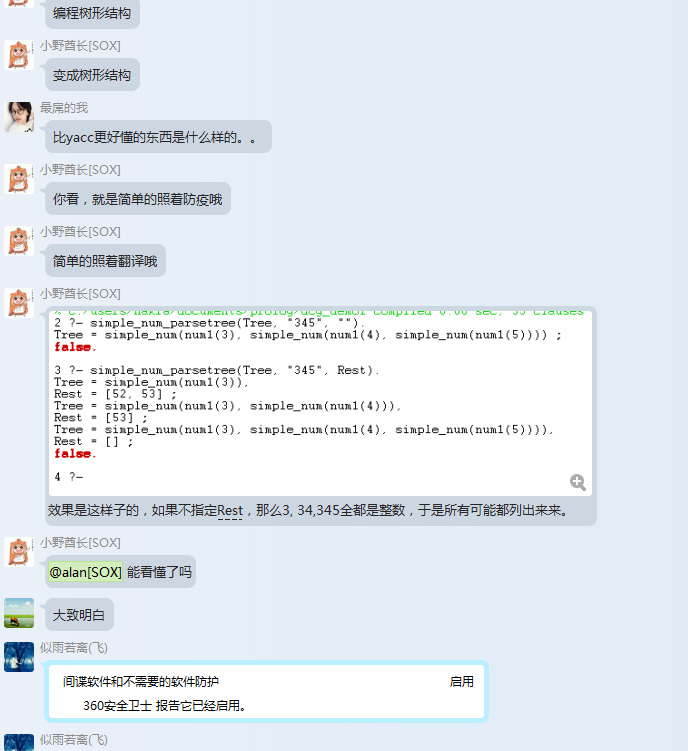 编程树形结构
小野酋长[SOX]
变成树形结构
最屌的我
比yacc更好懂的东西是什么样的。。
小野酋长[SOX]
你看，就是简单的照着防疫哦
小野酋长[SOX]
简单的照着翻译哦
小野酋长[SOX]
2 ?- simple_num_parsetree(Tree, "345", "").
Tree = simple_num(num1(3), simple_num(num1(4), simple_num(num1(5)))) ;
false.
3 ?- simple_num_parsetree(Tree, "345", Rest).
Tree = simple_num(num1(3)),
Rest = [52, 53] ;
Tree = simple_num(num1(3), simple_num(num1(4))),
Rest = [53] ;
Tree = simple_num(num1(3), simple_num(num1(4), simple_num(num1(5)))),
Rest = [] ;
false.
4 ?-
效果是这样子的，如果不指定Rest，那么3, 34,345全都是整数，于是所有可能都列出来来。
小野酋长[SOX]
@alan[SOX] 能看懂了吗
大致明白
似雨若离(飞)
间谍软件和不需要的软件防护 启用
360安全卫士 报告它已经启用。
似雨若离(飞)